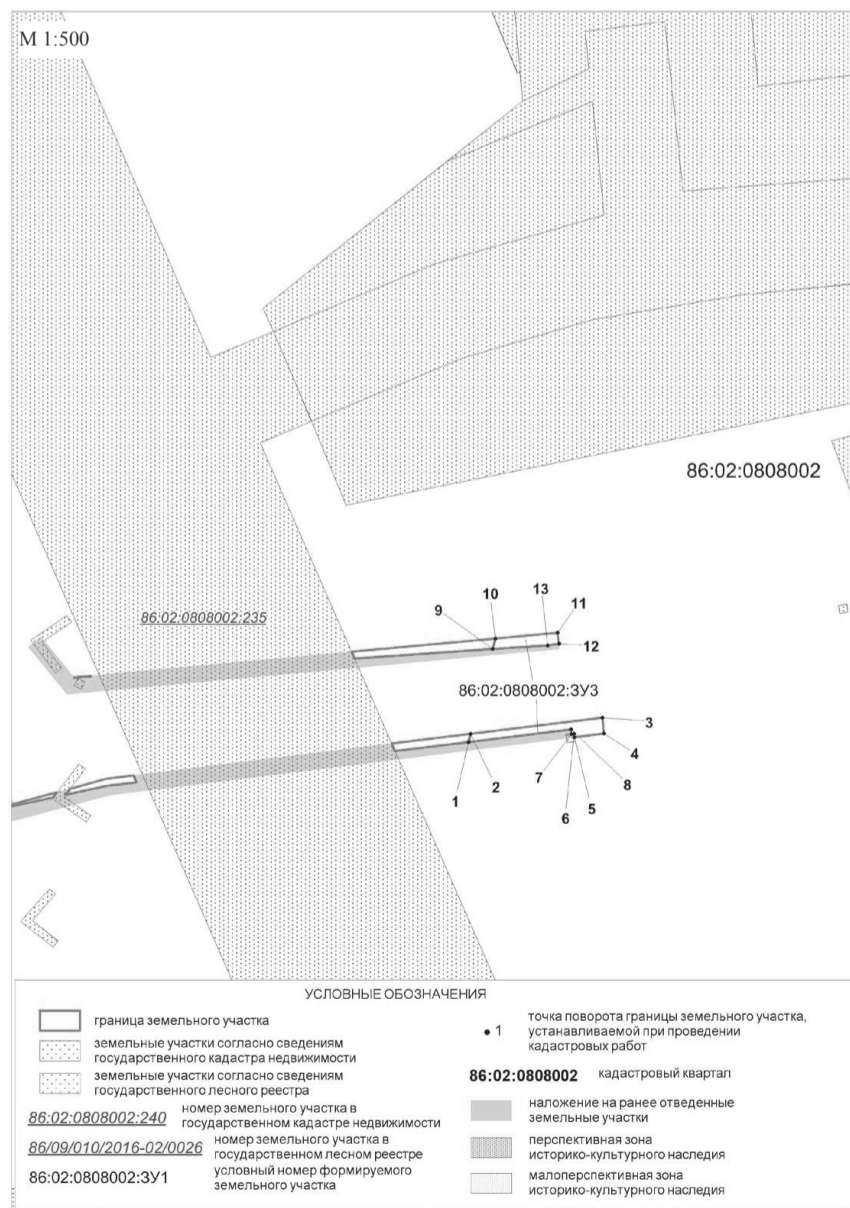 М 1:500
86:02:0808002
86:02:0808002:235
9
10
13
11
12
86:02:0808002:ЗУ3
3
4
7
8
1
2
5
6
УСЛОВНЫЕ ОБОЗНАЧЕНИЯ
граница земельного участка
земельные участки согласно сведениям
государственного кадастра недвижимости
земельные участки согласно сведениям
государственного лесного реестра
86:02:0808002:240
номер земельного участка в
государственном кадастре недвижимости
86/09/010/2016-02/0026
номер земельного участка в
государственном лесном реестре
86:02:0808002:ЗУ1
условный номер формируемого
земельного участка
1
точка поворота границы земельного участка,
устанавливаемой при проведении
кадастровых работ
86:02:0808002
кадастровый квартал
наложение на ранее отведенные
земельные участки
перспективная зона
историко-культурного наследия
малоперспективная зона
историко-культурного наследия